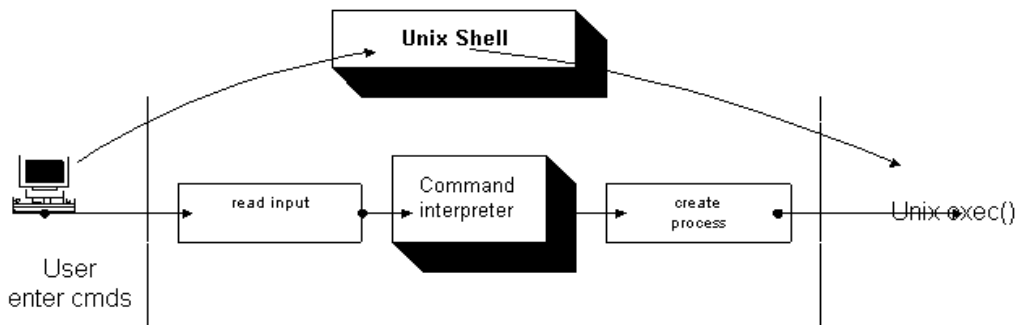 Unix Shell
Command
interpreter
read input
create
process
Unix exec()
User
enter cmds